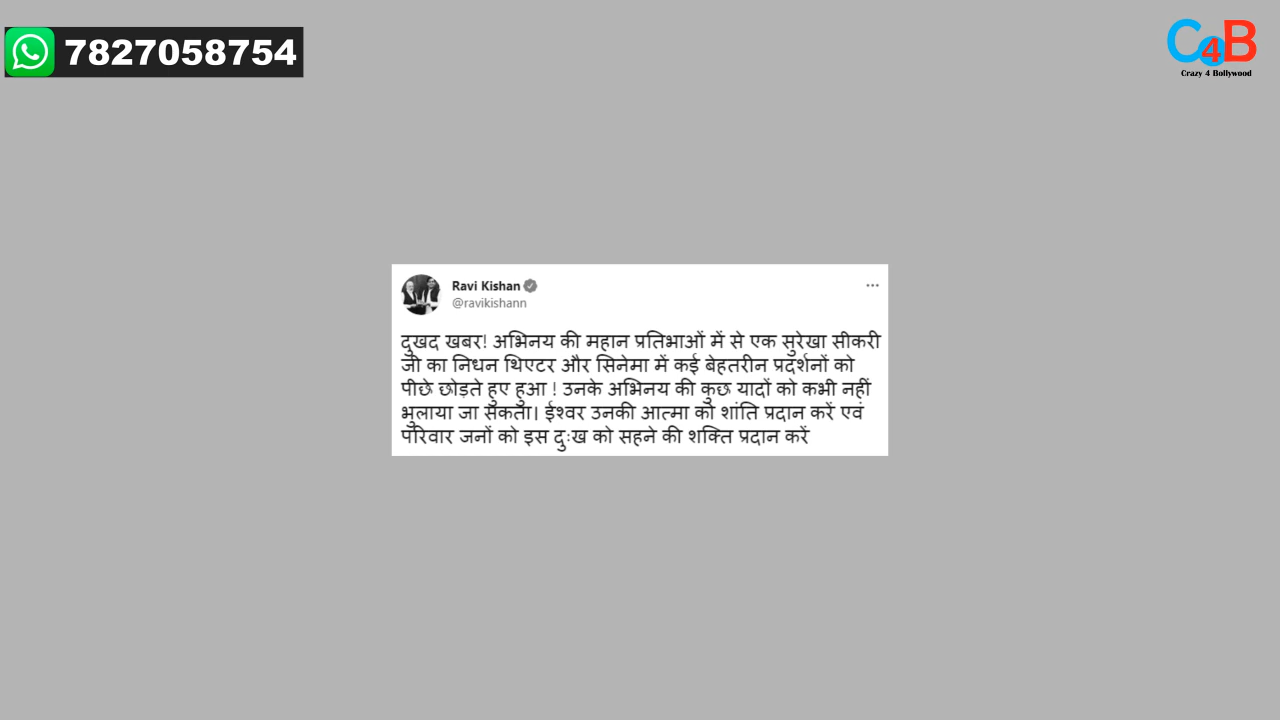 7827058754
C4B
Crazy 4 Bollywood
Ravi Kishan
@ravikishann
दुखद खबर! अभिनय की महान प्रतिभाओं में से एक सुरेखा सीकरी
जी का निधन थिएटर और सिनेमा में कई बेहतरीन प्रदर्शनों को
पीछे छोड़ते हुए हुआ ! उनके अभिनय की कुछ यादों को कभी नहीं
भुलाया जा सकता। ईश्वर उनकी आत्मा को शांति प्रदान करें एवं
परिवार जनों को इस दुःख को सहने की शक्ति प्रदान करें